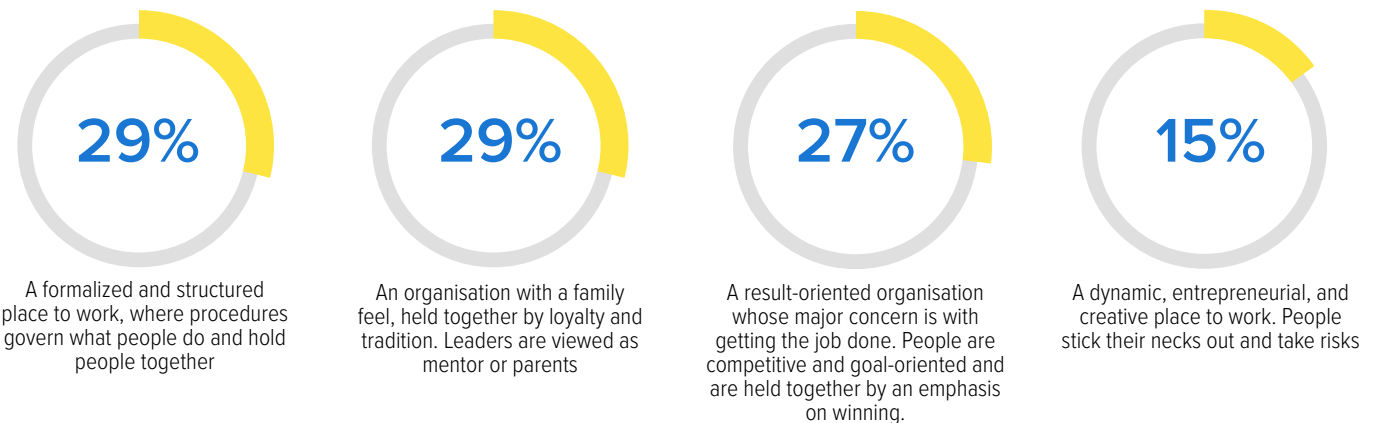 29%
A formalized and structured
place to work, where procedures
govern what people do and hold
people together
29%
An organisation with a family
feel, held together by loyalty and
tradition. Leaders are viewed as
mentor or parents
27%
A result-oriented organisation
whose major concern is with
getting the job done. People are
competitive and goal-oriented and
are held together by an emphasis
on winning.
15%
A dynamic, entrepreneurial, and
creative place to work. People
stick their necks out and take risks